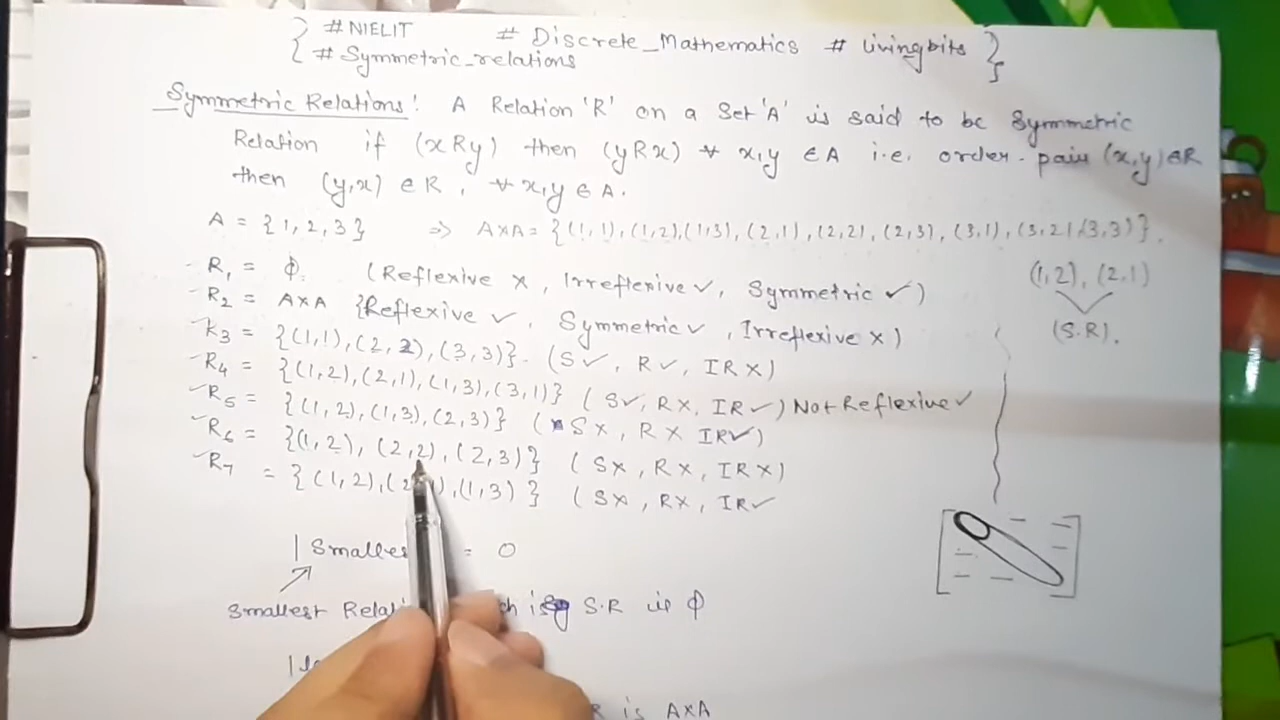 { #NIELIT # Discrete_Mathematics # livingbits }
# Symmetric_relations
Symmetric Relations: A Relation 'R' on a Set 'A' is said to be Symmetric
Relation if (xRy) then (yRx) ∀ x,y ∈A i.e. order pair (x,y)∈R
then (y,x) ∈R, ∀x,y∈A.
A = {1,2,3} ⇒ A×A = {(1,1),(1,2),(1,3),(2,1),(2,2),(2,3),(3,1),(3,2)(3,3)}.
R₁ = ϕ. (Reflexive ×, Irreflexive ✓, Symmetric ✓)
(1,2), (2,1)
(S.R).
R₂ = A×A {Reflexive ✓, Symmetric ✓, Irreflexive ×)
R₃ = {(1,1),(2,2),(3,3)}. (S✓, R✓, IR×)
R₄ = {(1,2),(2,1),(1,3),(3,1)} (S✓, R×, IR✓) Not Reflexive ✓
R₅ = {(1,2),(1,3),(2,3)} (S×, R× IR✓)
R₆ = {(1,2),(2,2),(2,3)} (S×, R×, IR×)
R₇ = {(1,2),(2 ),(1,3)} (S×, R×, IR✓
= 0
Smallest S.R is ϕ
is A×A